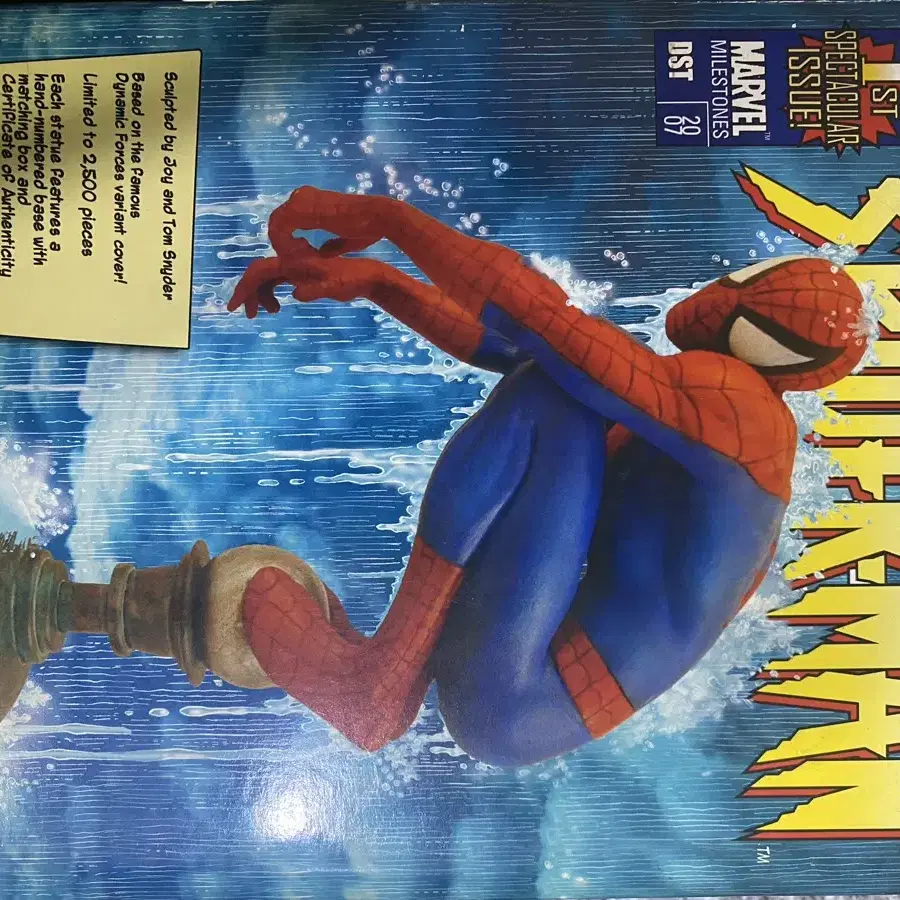 1ST
SPECTACULAR
ISSUE!
MARVEL™
MILESTONES
DST
20
07
SPIDER-MAN
TM
Sculpted by Joy and Tom Snyder
Based on the famous
Dynamic Forces variant cover!
Limited to 2,500 pieces
Each statue features a
hand-numbered base with
matching box and
Certificate of Authenticity